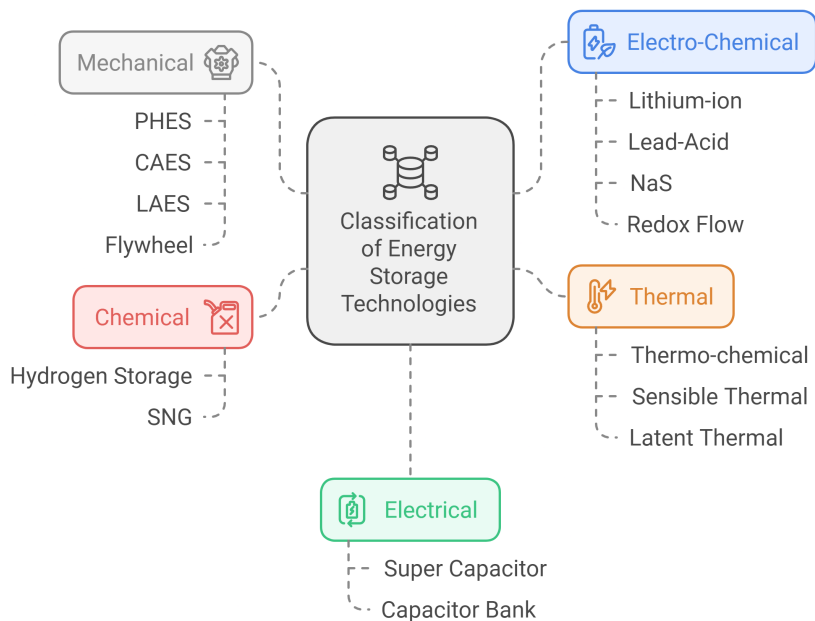 Classification
of Energy
Storage
Technologies
Mechanical
PHES
CAES
LAES
Flywheel
Chemical
Hydrogen Storage
SNG
Electro-Chemical
Lithium-ion
Lead-Acid
NaS
Redox Flow
Thermal
Thermo-chemical
Sensible Thermal
Latent Thermal
Electrical
Super Capacitor
Capacitor Bank